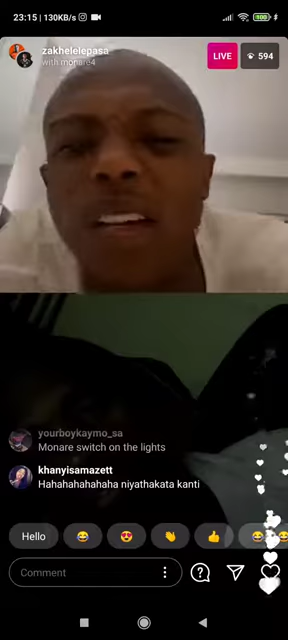 23:15 | 130KB/s
zakhelelepasa
with monare4
LIVE
594
yourboykaymo_sa
Monare switch on the lights
khanyisamazett
Hahahahahahaha niyathakata kanti
Hello
Comment